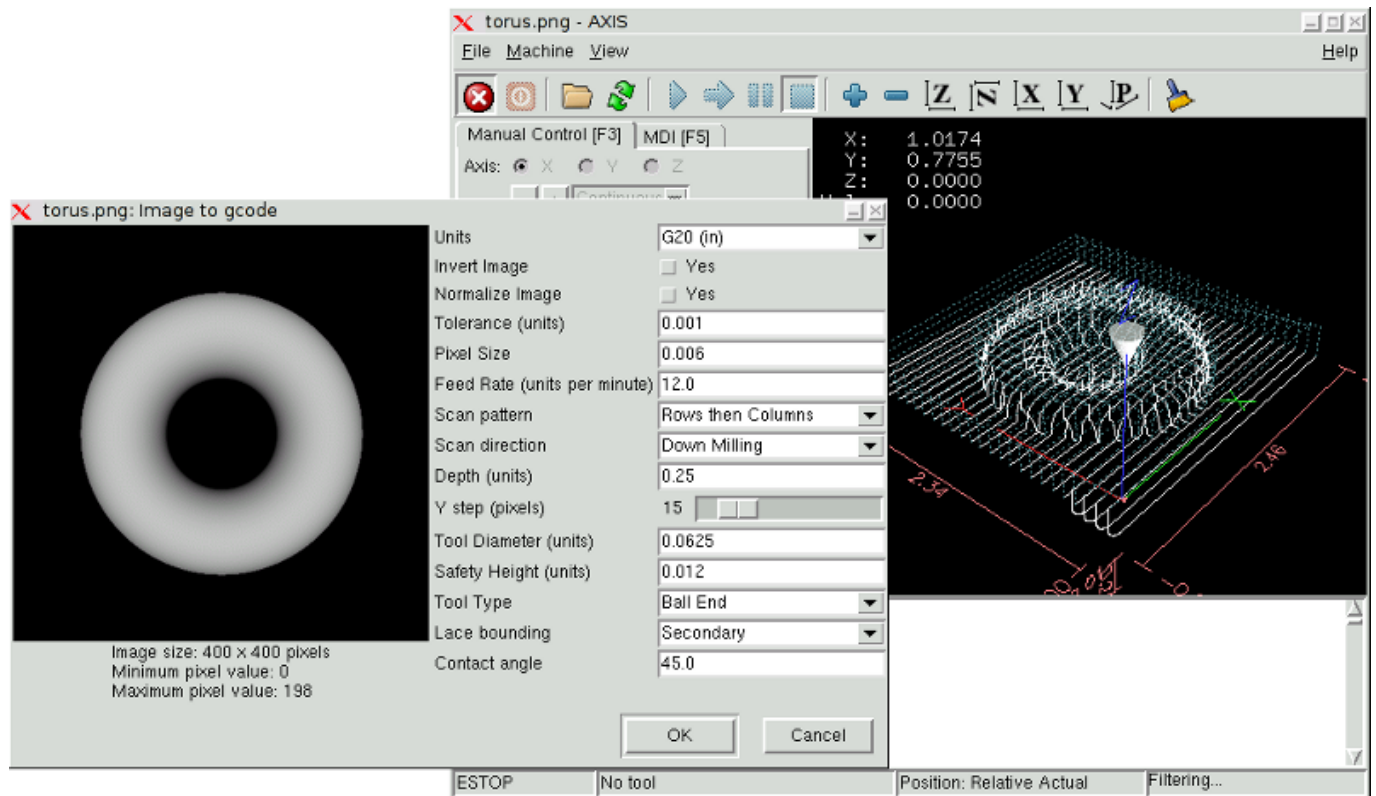 torus.png - AXIS
File Machine View Help
Z N X Y P
Manual Control [F3] MDI [F5]
Axis: X Y Z
Continuous
X: 1.0174
Y: 0.7755
Z: 0.0000
0.0000
torus.png: Image to gcode
Units G20 (in)
Invert Image Yes
Normalize Image Yes
Tolerance (units) 0.001
Pixel Size 0.006
Feed Rate (units per minute) 12.0
Scan pattern Rows then Columns
Scan direction Down Milling
Depth (units) 0.25
Y step (pixels) 15
Tool Diameter (units) 0.0625
Safety Height (units) 0.012
Tool Type Ball End
Lace bounding Secondary
Contact angle 45.0
Image size: 400 x 400 pixels
Minimum pixel value: 0
Maximum pixel value: 198
OK Cancel
X
Y
2.34
2.46
ESTOP No tool Position: Relative Actual Filtering...